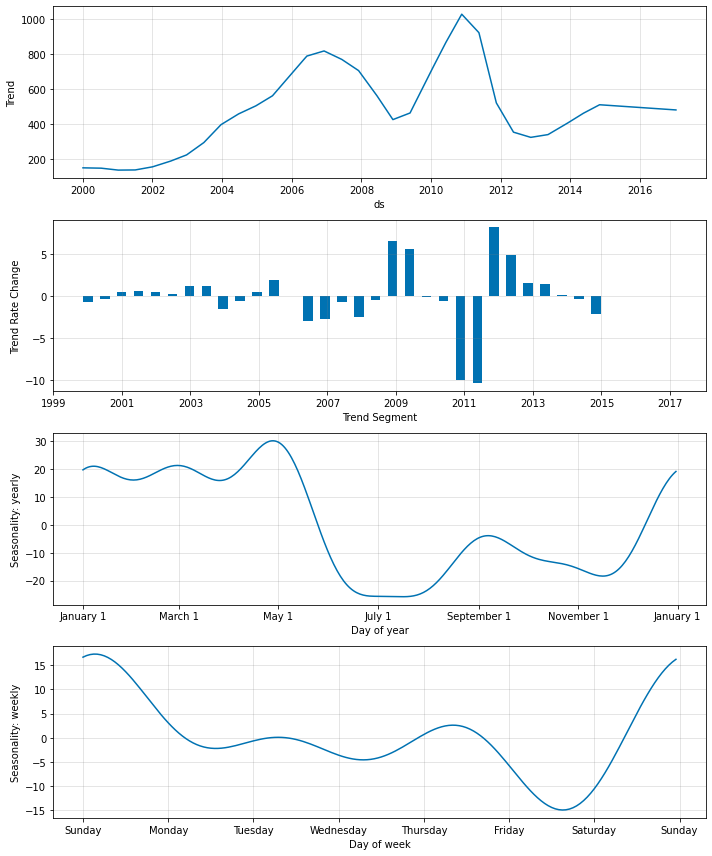 Trend
1000
800
600
400
200
2000 2002 2004 2006 2008 2010 2012 2014 2016
ds
Trend Rate Change
5
0
−5
−10
1999 2001 2003 2005 2007 2009 2011 2013 2015 2017
Trend Segment
Seasonality: yearly
30
20
10
0
−10
−20
January 1 March 1 May 1 July 1 September 1 November 1 January 1
Day of year
Seasonality: weekly
15
10
5
0
−5
−10
−15
Sunday Monday Tuesday Wednesday Thursday Friday Saturday Sunday
Day of week